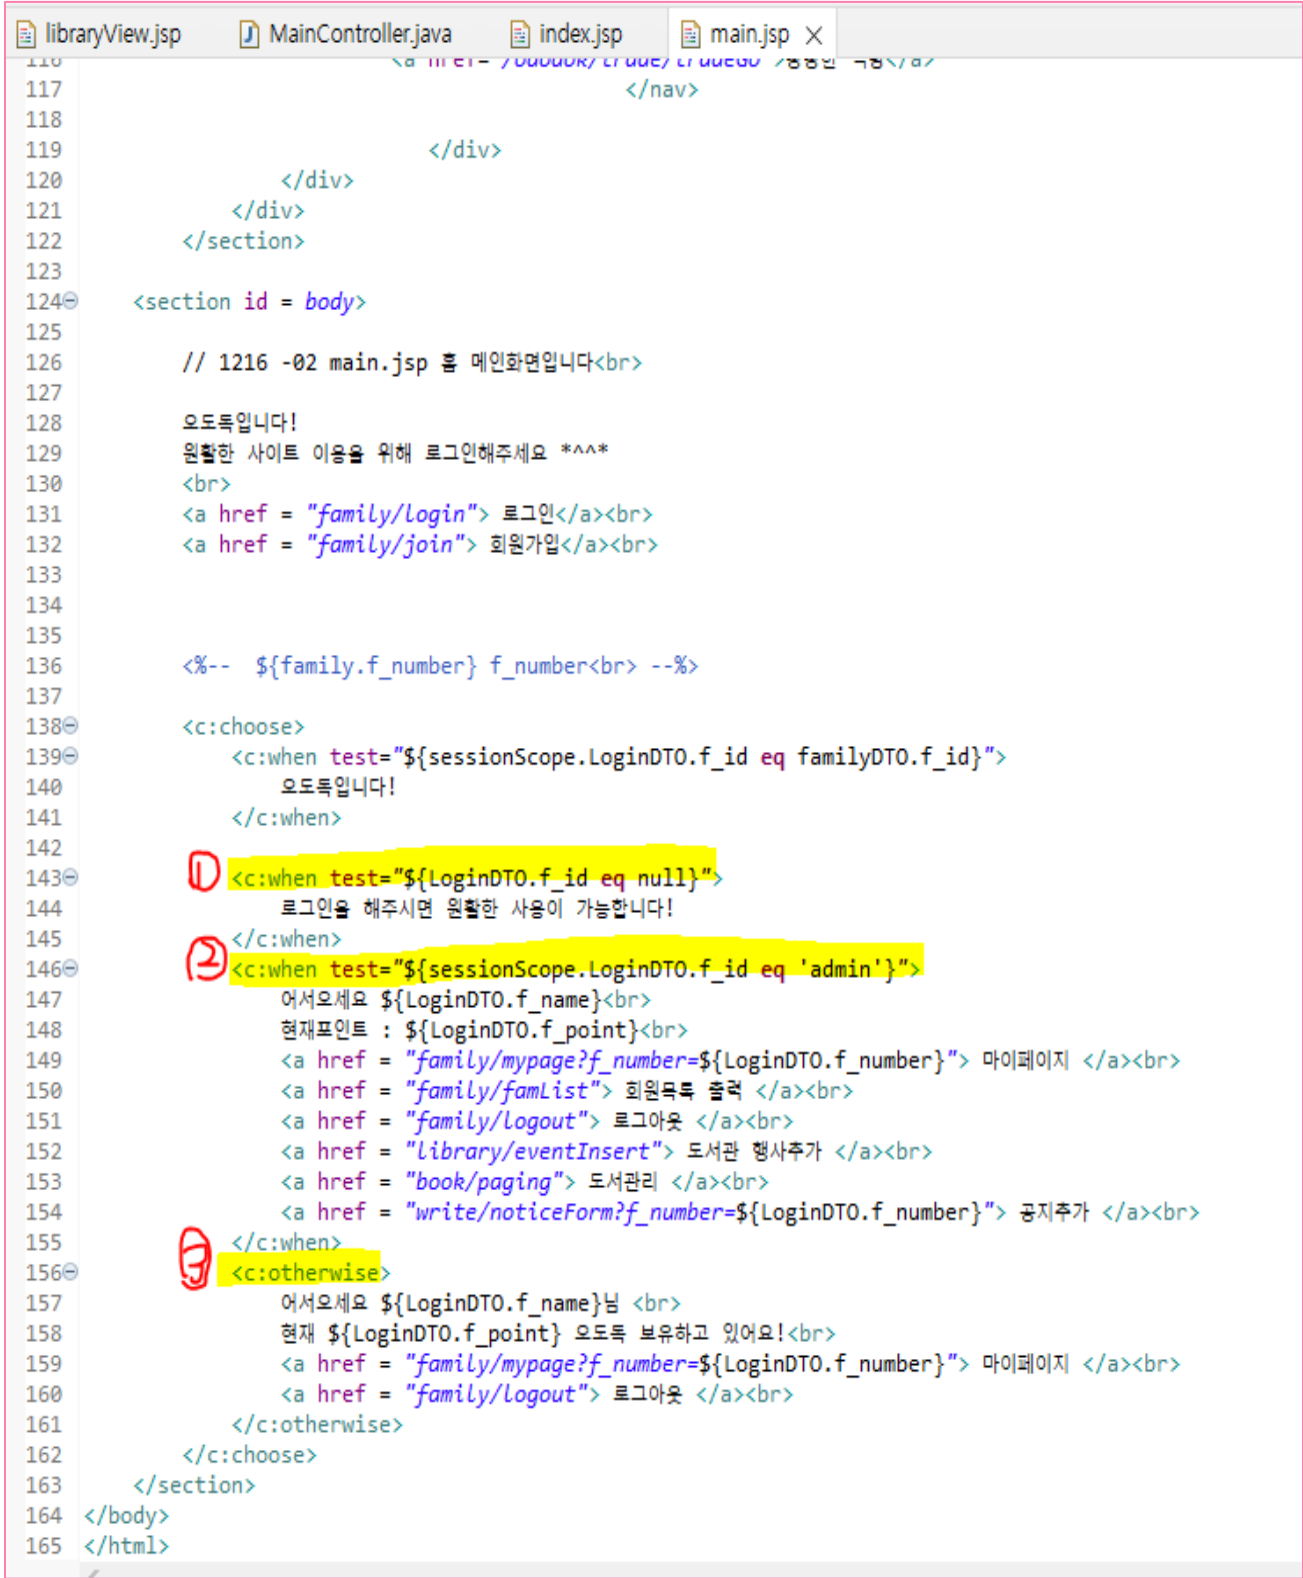 libraryView.jsp MainController.java index.jsp main.jsp
116
117 </nav>
118
119 </div>
120 </div>
121 </div>
122 </section>
123
124 <section id = body>
125
126 // 1216 -02 main.jsp 홈 메인화면입니다<br>
127
128 오도독입니다!
129 원활한 사이트 이용을 위해 로그인해주세요 *^^*
130 <br>
131 <a href = "family/login"> 로그인</a><br>
132 <a href = "family/join"> 회원가입</a><br>
133
134
135
136 <%-- ${family.f_number} f_number<br> --%>
137
138 <c:choose>
139 <c:when test="${sessionScope.LoginDTO.f_id eq familyDTO.f_id}">
140 오도독입니다!
141 </c:when>
142
① 143 <c:when test="${LoginDTO.f_id eq null}">
144 로그인을 해주시면 원활한 사용이 가능합니다!
145 </c:when>
② 146 <c:when test="${sessionScope.LoginDTO.f_id eq 'admin'}">
147 어서오세요 ${LoginDTO.f_name}<br>
148 현재포인트 : ${LoginDTO.f_point}<br>
149 <a href = "family/mypage?f_number=${LoginDTO.f_number}"> 마이페이지 </a><br>
150 <a href = "family/famList"> 회원목록 출력 </a><br>
151 <a href = "family/logout"> 로그아웃 </a><br>
152 <a href = "library/eventInsert"> 도서관 행사추가 </a><br>
153 <a href = "book/paging"> 도서관리 </a><br>
154 <a href = "write/noticeForm?f_number=${LoginDTO.f_number}"> 공지추가 </a><br>
155 </c:when>
③ 156 <c:otherwise>
157 어서오세요 ${LoginDTO.f_name}님 <br>
158 현재 ${LoginDTO.f_point} 오도독 보유하고 있어요!<br>
159 <a href = "family/mypage?f_number=${LoginDTO.f_number}"> 마이페이지 </a><br>
160 <a href = "family/logout"> 로그아웃 </a><br>
161 </c:otherwise>
162 </c:choose>
163 </section>
164 </body>
165 </html>